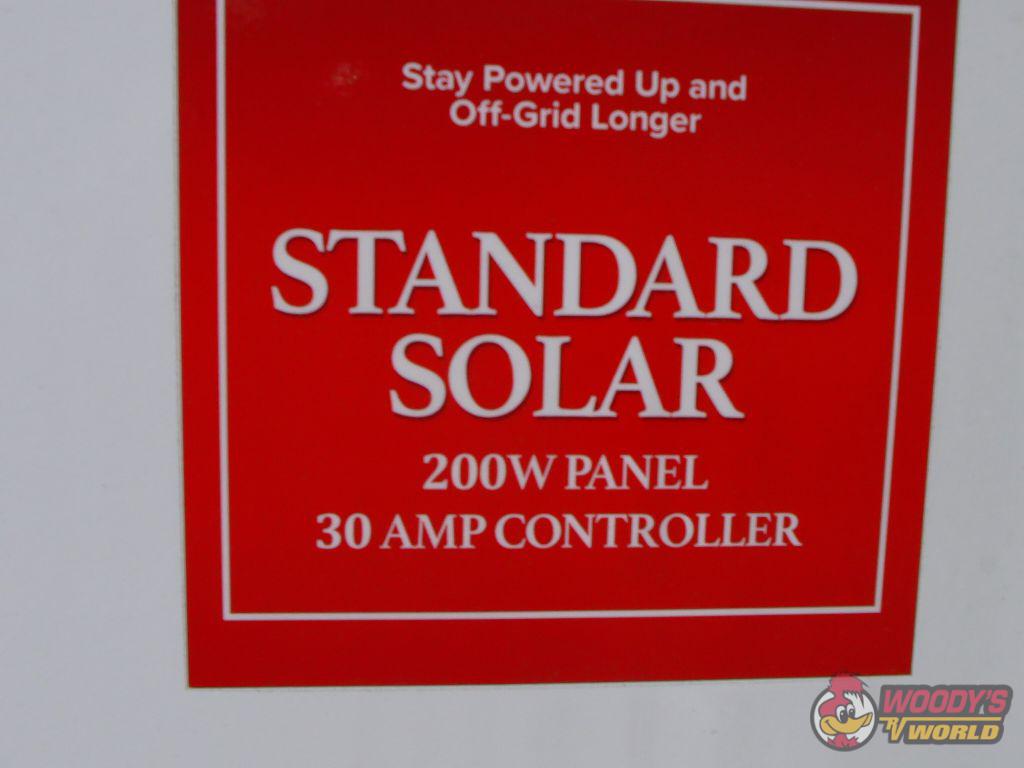 Stay Powered Up and
Off-Grid Longer
STANDARD
SOLAR
200W PANEL
30 AMP CONTROLLER
WOODY'S
RV WORLD